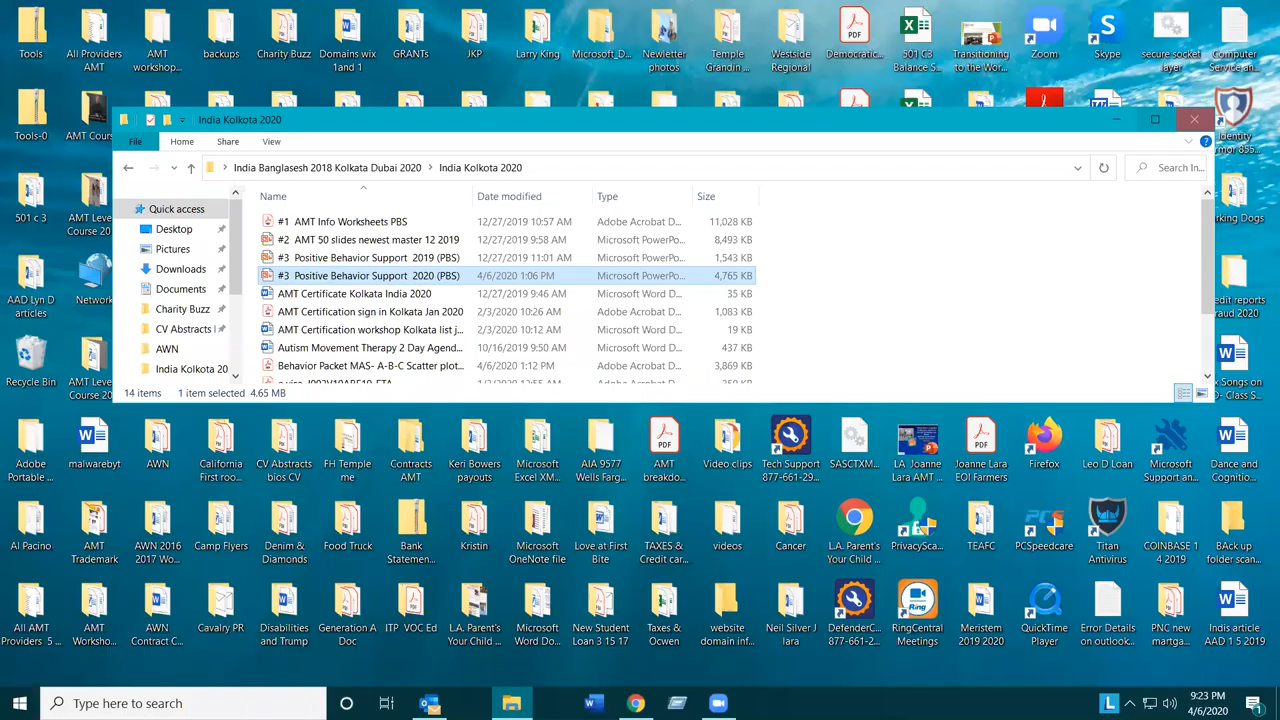 Tools
All Providers AMT
AMT workshop...
backups
Charity Buzz
Domains wix 1and 1
GRANTs
JKP
Larry King
Microsoft_D...
Newletter photos
Temple Grandin ...
Westside Regional
Democratic...
501 C3 Balance S...
Transitioning to the Wor...
Zoom
Skype
secure socket layer
Computer Service an...
Tools-0
AMT Cours
India Kolkota 2020
File
Home
Share
View
India Banglasesh 2018 Kolkata Dubai 2020
India Kolkota 2020
Search In...
Name
Date modified
Type
Size
Quick access
Desktop
Pictures
Downloads
Documents
Charity Buzz
CV Abstracts
AWN
India Kolkota 20
#1 AMT Info Worksheets PBS 12/27/2019 10:57 AM Adobe Acrobat D... 11,028 KB
#2 AMT 50 slides newest master 12 2019 12/27/2019 9:58 AM Microsoft PowerPo... 8,493 KB
#3 Positive Behavior Support 2019 (PBS) 12/27/2019 11:01 AM Microsoft PowerPo... 1,543 KB
#3 Positive Behavior Support 2020 (PBS) 4/6/2020 1:06 PM Microsoft PowerPo... 4,765 KB
AMT Certificate Kolkata India 2020 12/27/2019 9:46 AM Microsoft Word D... 35 KB
AMT Certification sign in Kolkata Jan 2020 2/3/2020 10:26 AM Adobe Acrobat D... 1,083 KB
AMT Certification workshop Kolkata list j... 2/3/2020 10:12 AM Microsoft Word D... 19 KB
Autism Movement Therapy 2 Day Agend... 10/16/2019 9:50 AM Microsoft Word D... 437 KB
Behavior Packet MAS- A-B-C Scatter plot... 4/6/2020 1:12 PM Adobe Acrobat D... 3,869 KB
14 items
1 item selected 4.65 MB
501 c 3
AMT Leve Course 20
AAD Lyn D articles
Network
Recycle Bin
AMT Leve Course 20
Identity
855...
king Dogs
edit reports
raud 2020
Songs on
D- Class S...
Adobe Portable ...
malwarebyt
AWN
California First roo...
CV Abstracts bios CV
FH Temple me
Contracts AMT
Keri Bowers payouts
Microsoft Excel XM...
AIA 9577 Wells Farg...
AMT breakdo...
Video clips
Tech Support 877-661-29...
SASCTXM...
LA Joanne Lara AMT ...
Joanne Lara EOI Farmers
Firefox
Leo D Loan
Microsoft Support an...
Dance and Cognitio...
Al Pacino
AMT Trademark
AWN 2016 2017 Wo...
Camp Flyers
Denim & Diamonds
Food Truck
Bank Statemen...
Kristin
Microsoft OneNote file
Love at First Bite
TAXES & Credit car...
videos
Cancer
L.A. Parent's Your Child ...
PrivacySca...
TEAFC
PCSpeedcare
Titan Antivirus
COINBASE 1 4 2019
BAck up folder scan...
All AMT Providers 5 ...
AMT Worksho...
AWN Contract C...
Cavalry PR
Disabilities and Trump
Generation A Doc
ITP VOC Ed
L.A. Parent's Your Child ...
Microsoft Word Do...
New Student Loan 3 15 17
Taxes & Ocwen
website domain inf...
Neil Silver J lara
DefenderC... 877-661-2...
RingCentral Meetings
Meristem 2019 2020
QuickTime Player
Error Details on outlook...
PNC new martga...
Indis article AAD 1 5 2019
Type here to search
9:23 PM
4/6/2020